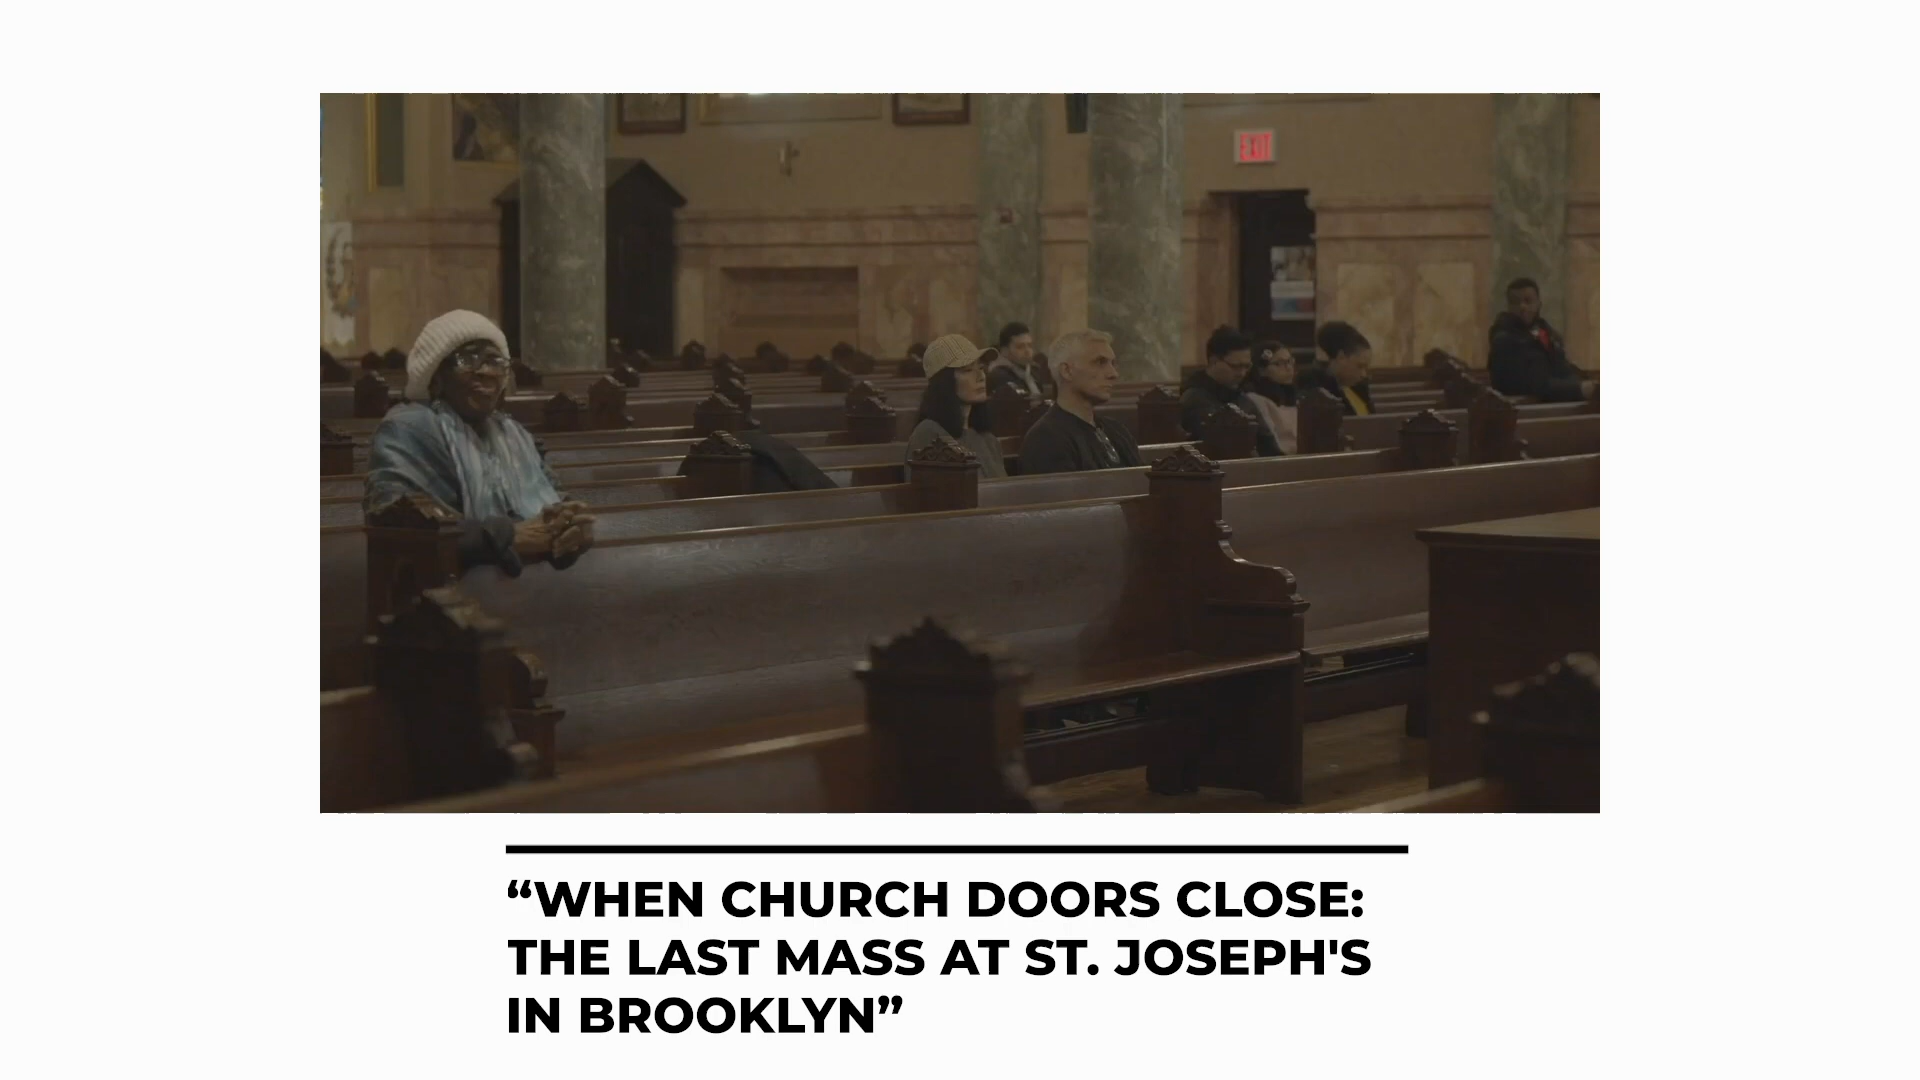 EXIT
“WHEN CHURCH DOORS CLOSE:
THE LAST MASS AT ST. JOSEPH'S
IN BROOKLYN”